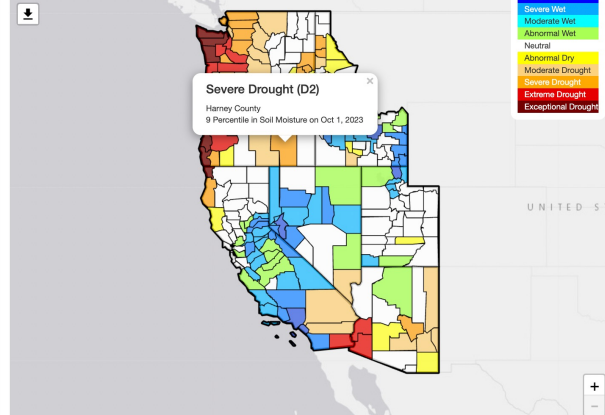 Severe Wet
Moderate Wet
Abnormal Wet
Neutral
Abnormal Dry
Moderate Drought
Severe Drought
Extreme Drought
Exceptional Drought
×
Severe Drought (D2)
Harney County
9 Percentile in Soil Moisture on Oct 1, 2023
UNITED S
+
−